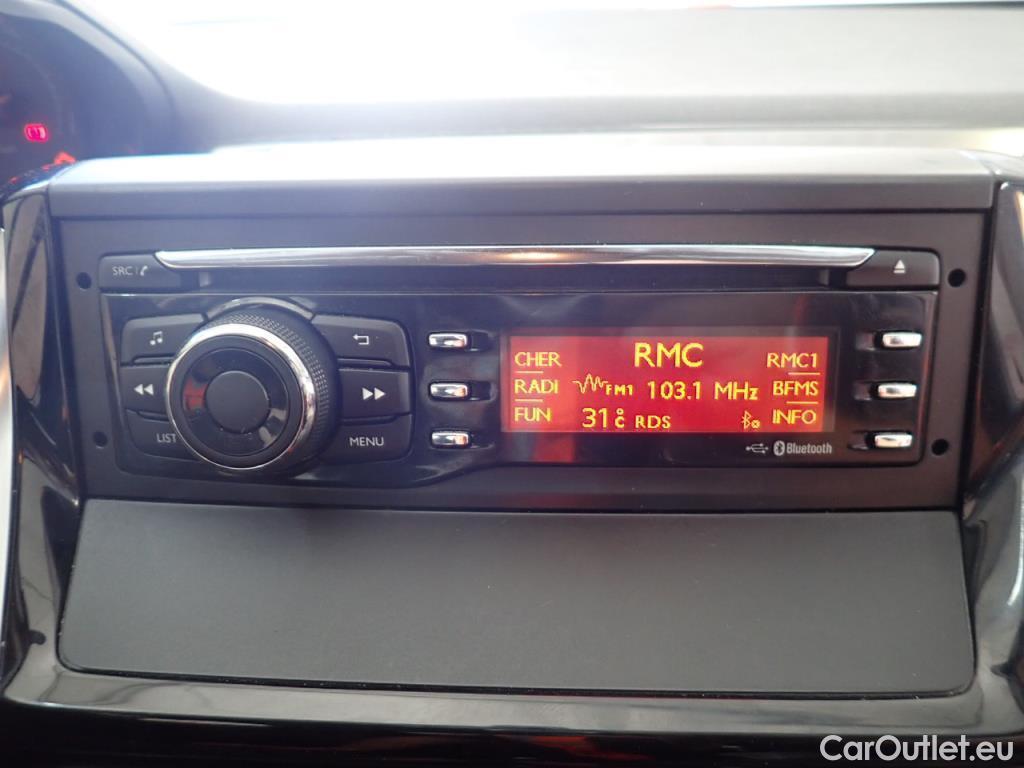 SRC
LIST
MENU
CHER
RADI
FUN
RMC
FM1 103.1 MHz
31°C RDS
RMC1
BFMS
INFO
Bluetooth
CarOutlet.eu